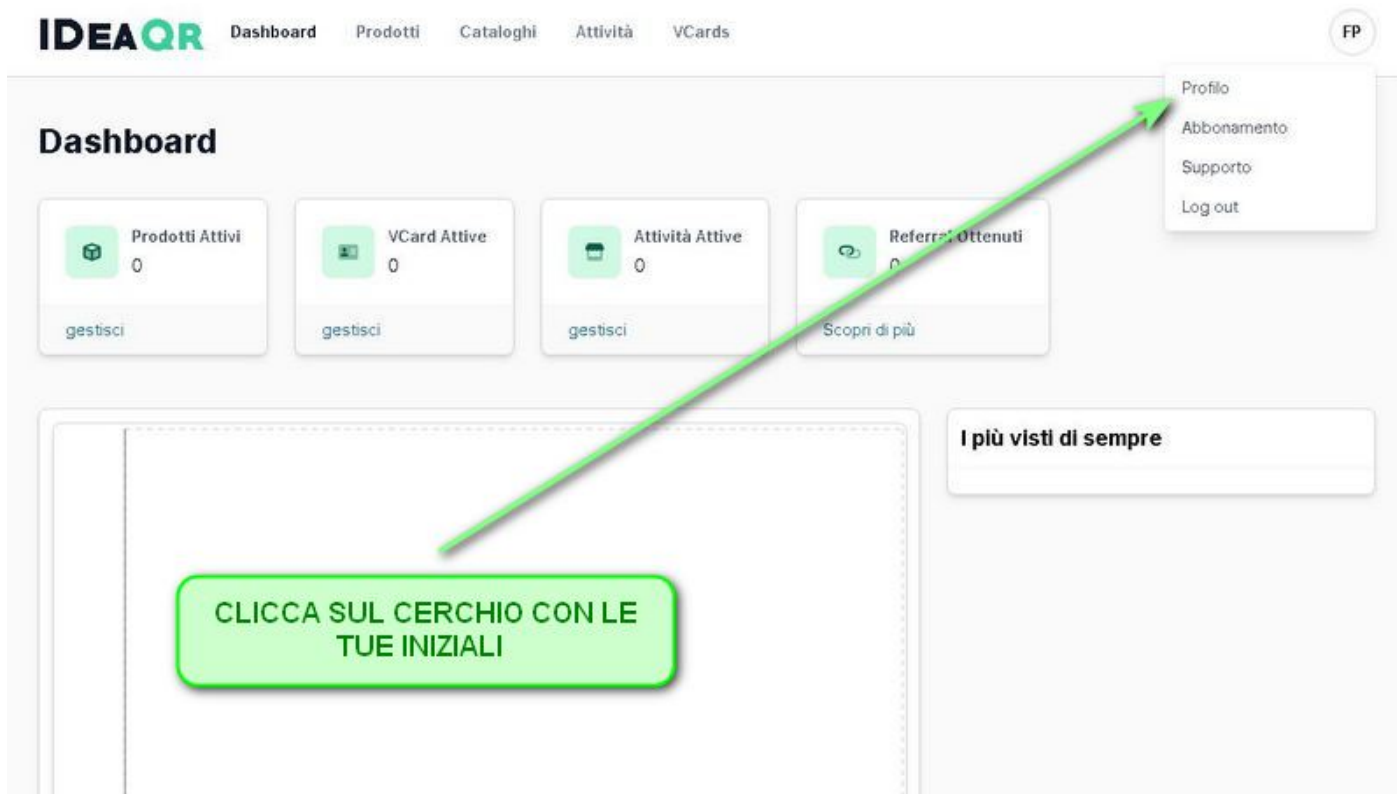 IDEAQR Dashboard Prodotti Cataloghi Attività VCards FP
Profilo
Abbonamento
Supporto
Log out
Dashboard
Prodotti Attivi
0
gestisci
VCard Attive
0
gestisci
Attività Attive
0
gestisci
Referral Ottenuti
0
Scopri di più
I più visti di sempre
CLICCA SUL CERCHIO CON LE
TUE INIZIALI